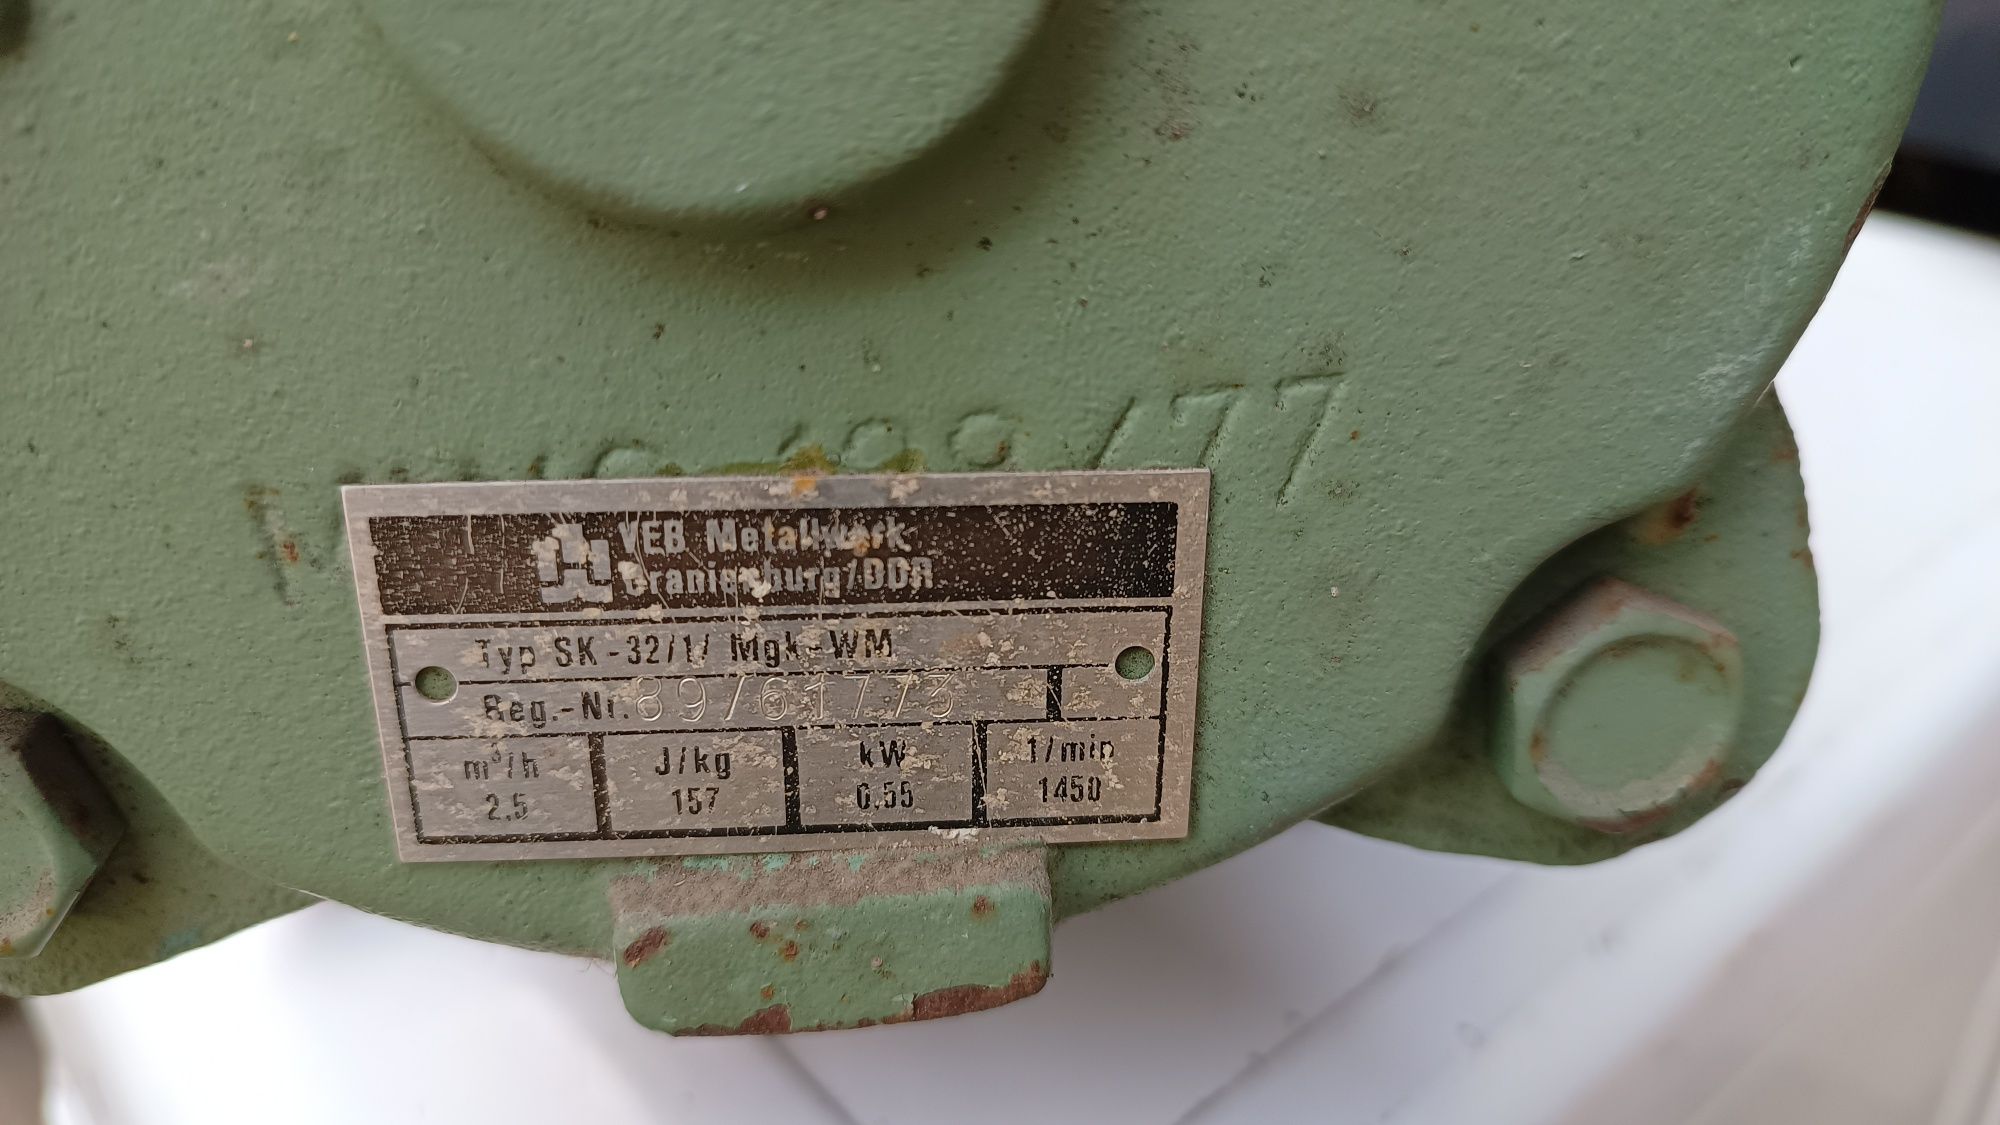 /77
VEB Metallwerk
Oranienburg/DDR
Typ SK-32/1/ Mgk-WM
Reg.-Nr. 89/61773
m³/h J/kg kW 1/min
2,5 157 0,55 1450